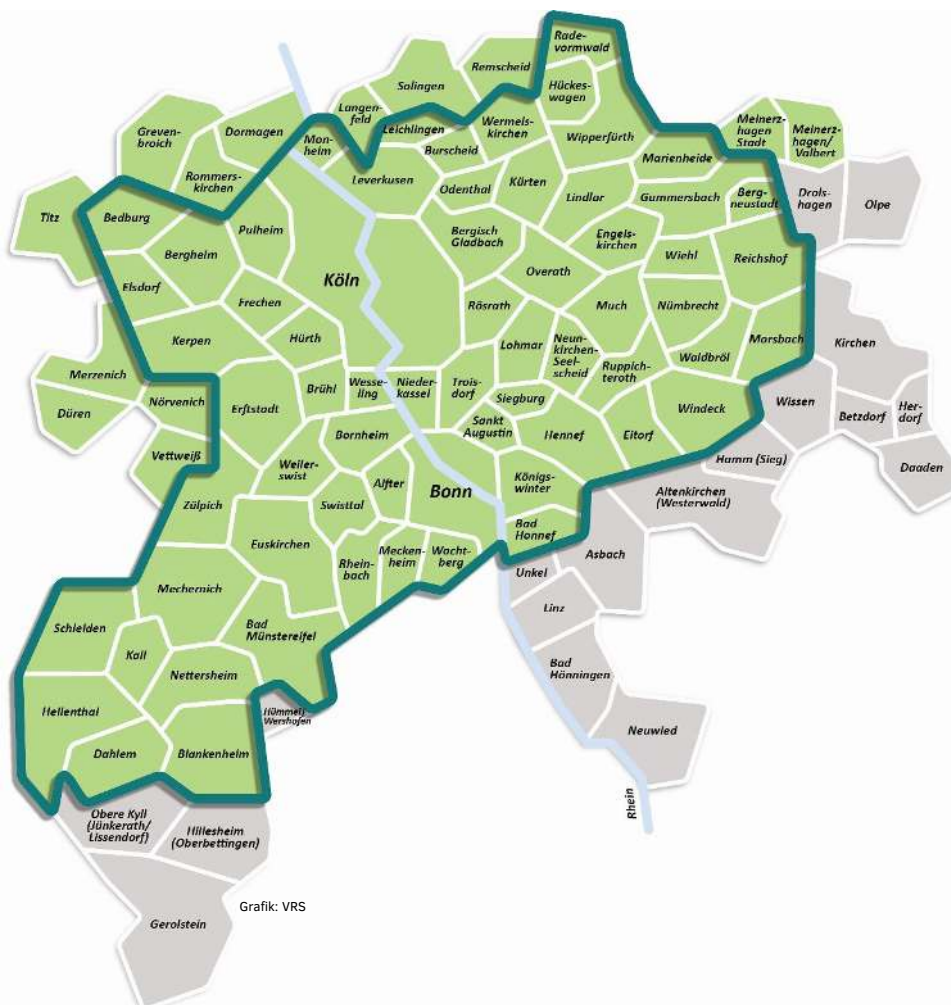 Rade-
vormwald
Remscheid
Solingen
Hückes-
wagen
Langen-
feld
Leichlingen
Wermels-
kirchen
Wipperfürth
Meinerz-
hagen
Stadt
Meinerz-
hagen/
Valbert
Greven-
broich
Dormagen
Mon-
heim
Burscheid
Marienheide
Rommers-
kirchen
Leverkusen
Odenthal
Kürten
Lindlar
Gummersbach
Berg-
neustadt
Drols-
hagen
Olpe
Titz
Bedburg
Pulheim
Bergisch
Gladbach
Engels-
kirchen
Wiehl
Reichshof
Bergheim
Köln
Overath
Elsdorf
Frechen
Rösrath
Much
Nümbrecht
Kerpen
Hürth
Lohmar
Neun-
kirchen-
Seel-
scheid
Ruppich-
teroth
Waldbröl
Morsbach
Kirchen
Merzenich
Düren
Nörvenich
Erftstadt
Brühl
Wesse-
ling
Nieder-
kassel
Trois-
dorf
Siegburg
Windeck
Wissen
Betzdorf
Her-
dorf
Daaden
Vettweiß
Bornheim
Sankt
Augustin
Hennef
Eitorf
Hamm (Sieg)
Weiler-
swist
Alfter
Bonn
Königs-
winter
Altenkirchen
(Westerwald)
Zülpich
Swisttal
Euskirchen
Rhein-
bach
Mecken-
heim
Wacht-
berg
Bad
Honnef
Asbach
Unkel
Mechernich
Linz
Schleiden
Kall
Bad
Münstereifel
Nettersheim
Bad
Hönningen
Hellenthal
Hümmel/
Wershofen
Neuwied
Dahlem
Blankenheim
Rhein
Obere Kyll
(Jünkerath/
Lissendorf)
Hillesheim
(Oberbettingen)
Gerolstein
Grafik: VRS